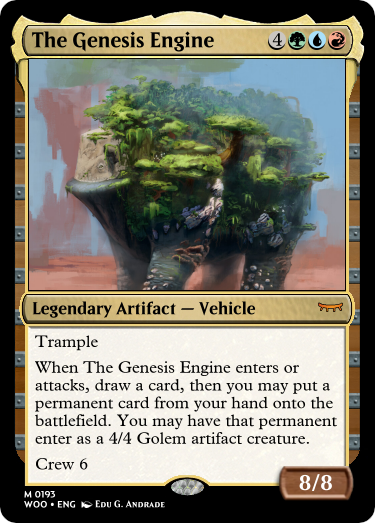 The Genesis Engine 4
Legendary Artifact — Vehicle
Trample
When The Genesis Engine enters or
attacks, draw a card, then you may put a
permanent card from your hand onto the
battlefield. You may have that permanent
enter as a 4/4 Golem artifact creature.
Crew 6
8/8
M 0193
WOO • ENG Edu G. Andrade